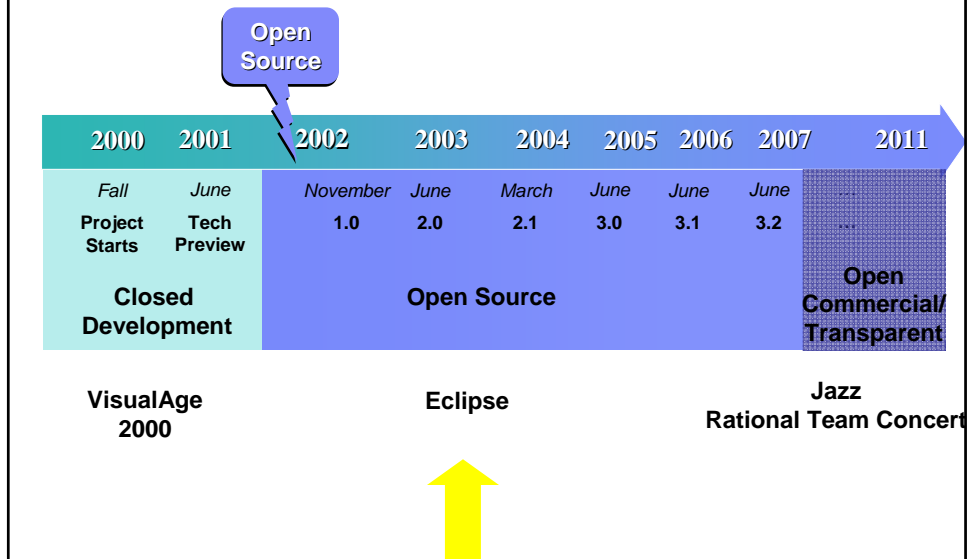 Open
Source
2000 2001 2002 2003 2004 2005 2006 2007 2011
Fall June November June March June June June ...
Project Tech 1.0 2.0 2.1 3.0 3.1 3.2 ...
Starts Preview
Closed
Development
Open Source
Open
Commercial/
Transparent
VisualAge
2000
Eclipse
Jazz
Rational Team Concert